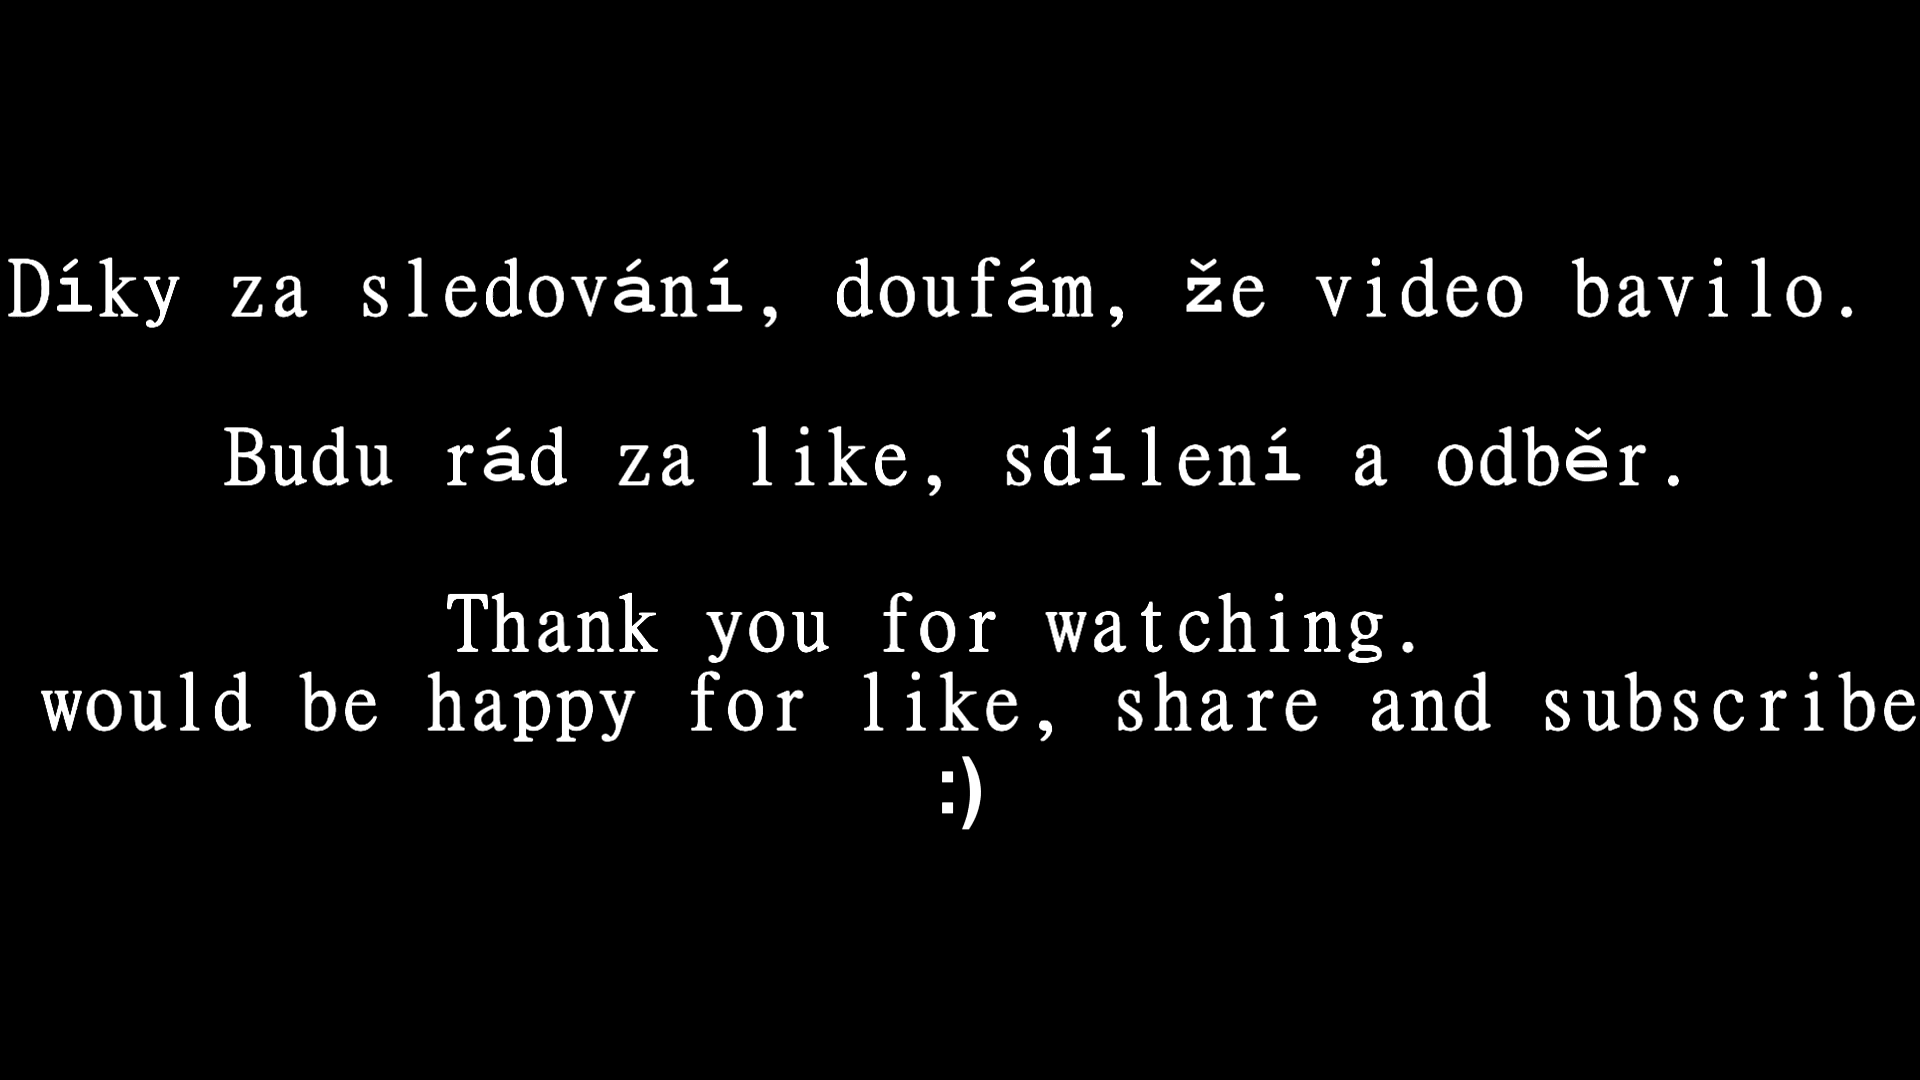 Díky za sledování, doufám, že video bavilo.
Budu rád za like, sdílení a odběr.
Thank you for watching.
would be happy for like, share and subscribe
:)